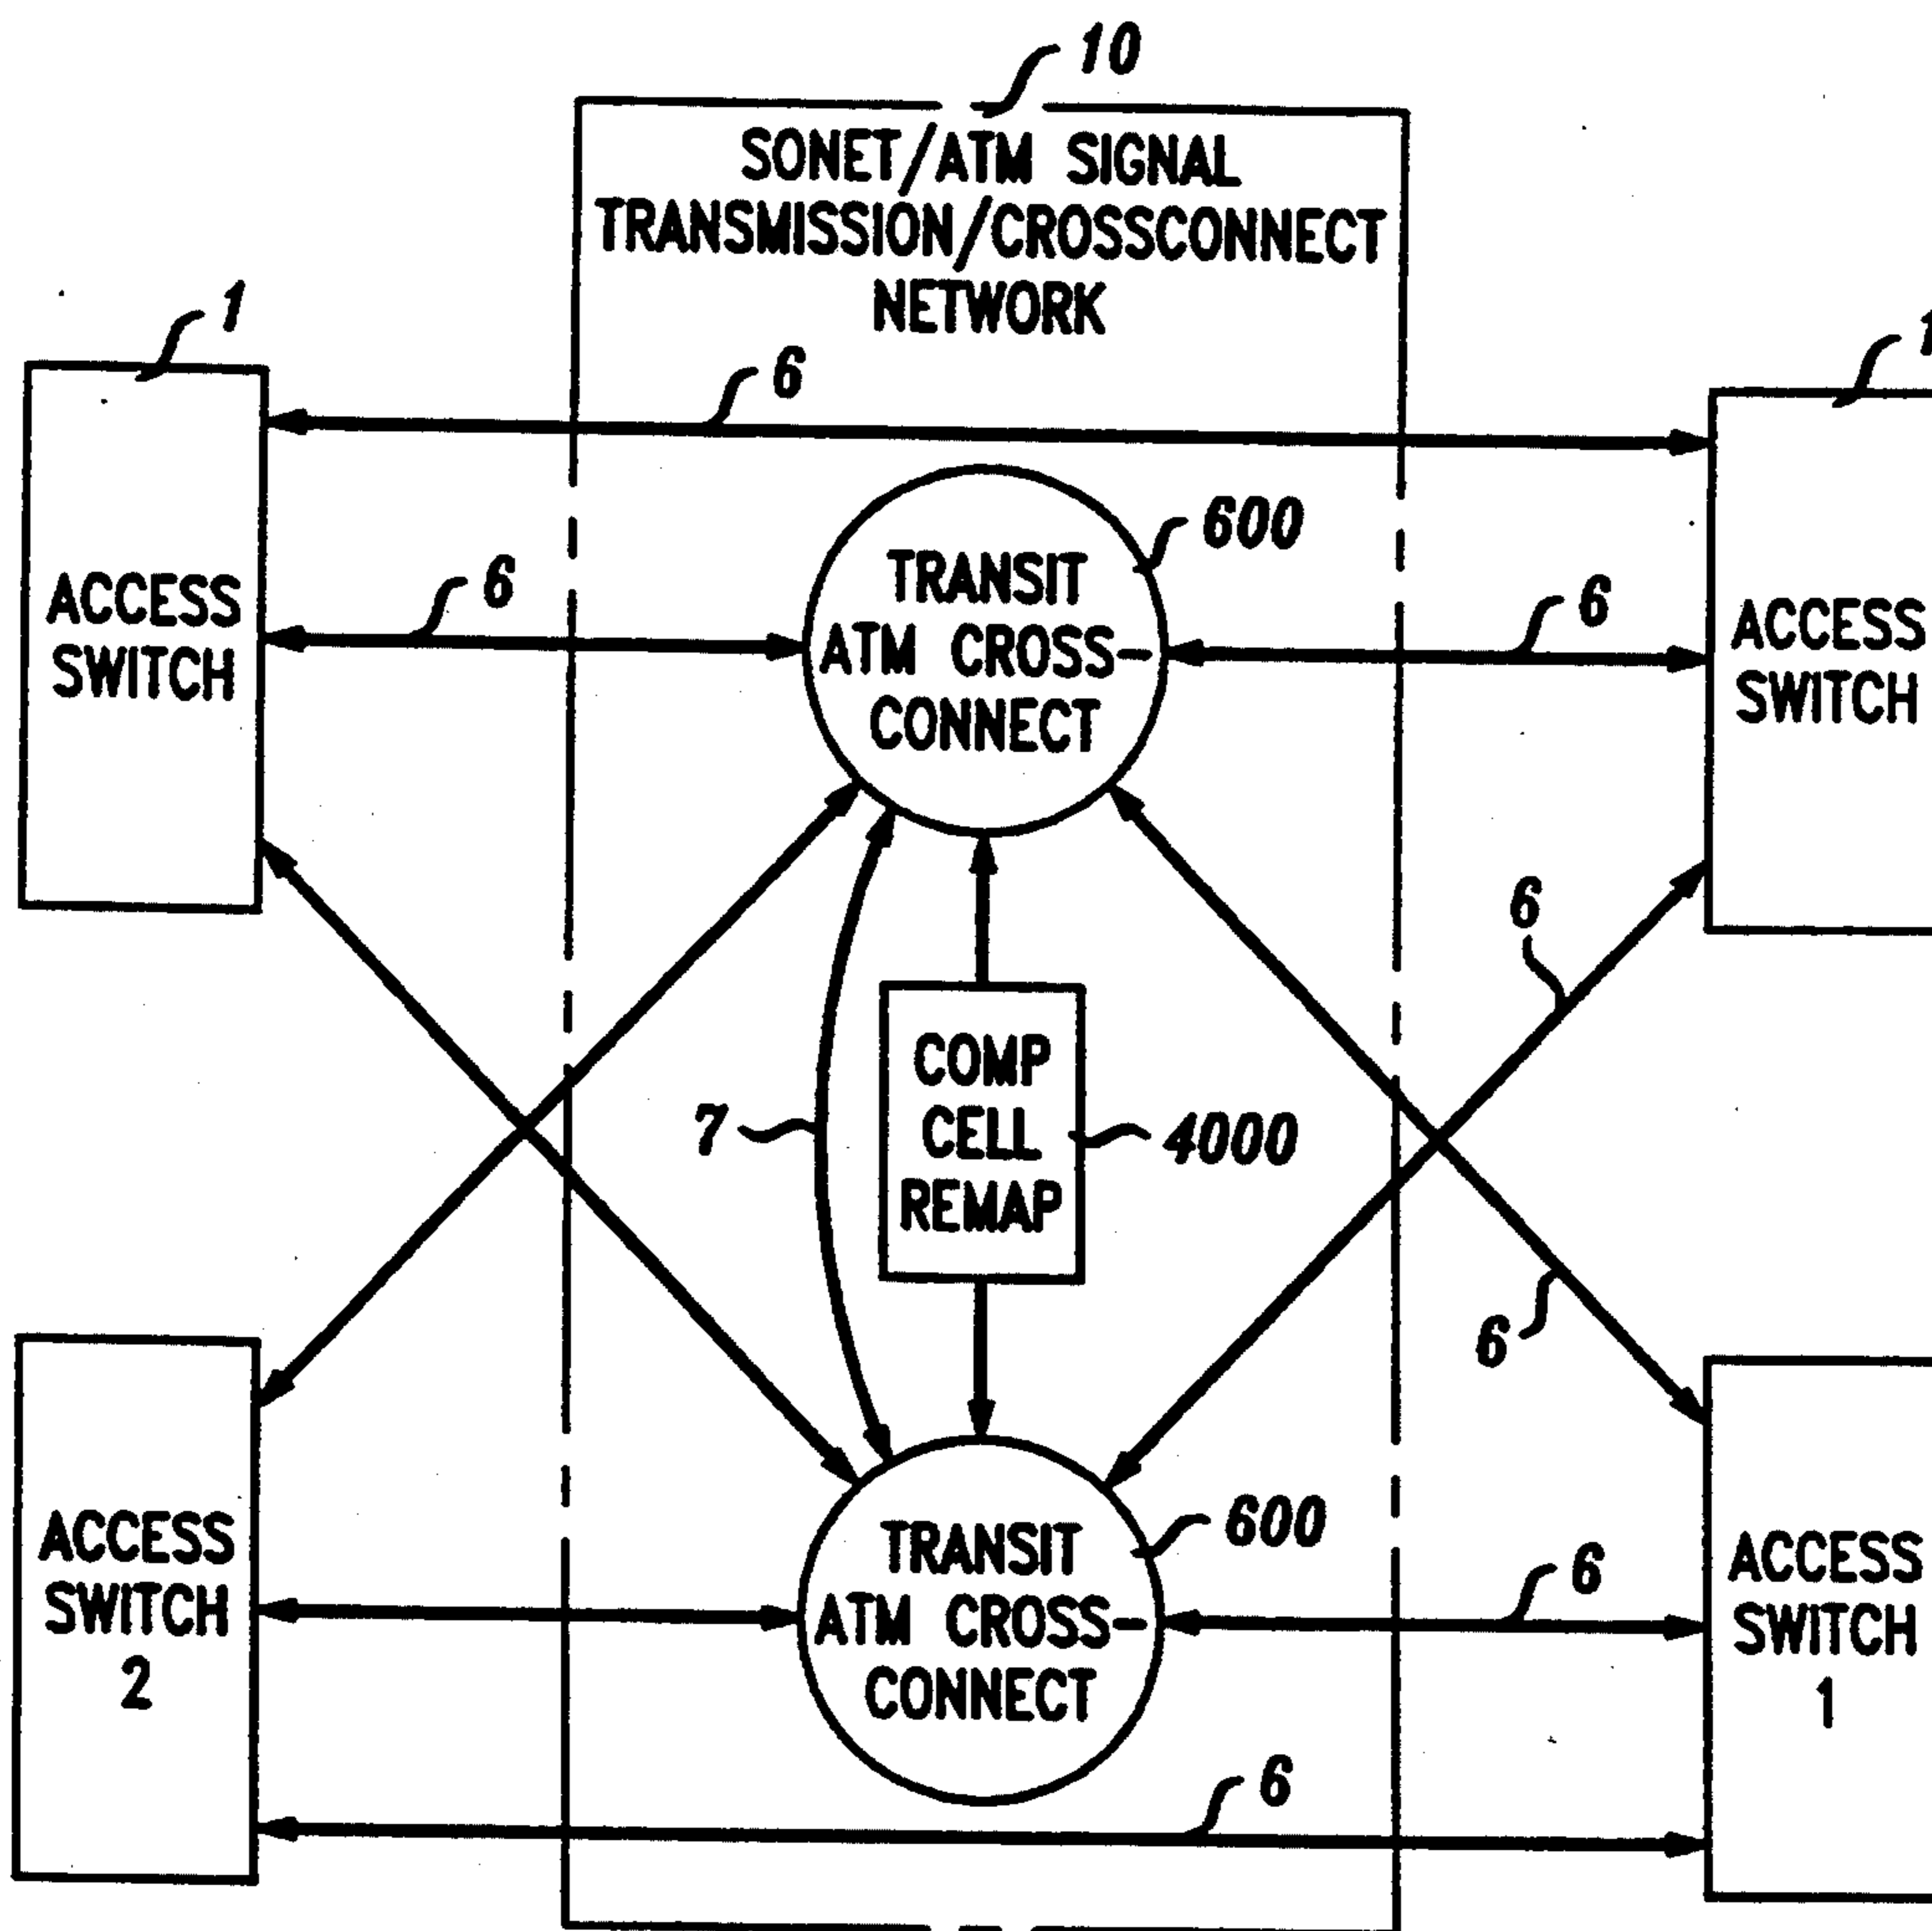 10
SONET/ATM SIGNAL
TRANSMISSION/CROSSCONNECT
NETWORK
1
1
6
600
TRANSIT
ATM CROSS-
CONNECT
6
6
ACCESS
SWITCH
ACCESS
SWITCH
6
COMP
CELL
REMAP
7
4000
6
600
TRANSIT
ATM CROSS-
CONNECT
6
ACCESS
SWITCH
2
ACCESS
SWITCH
1
6